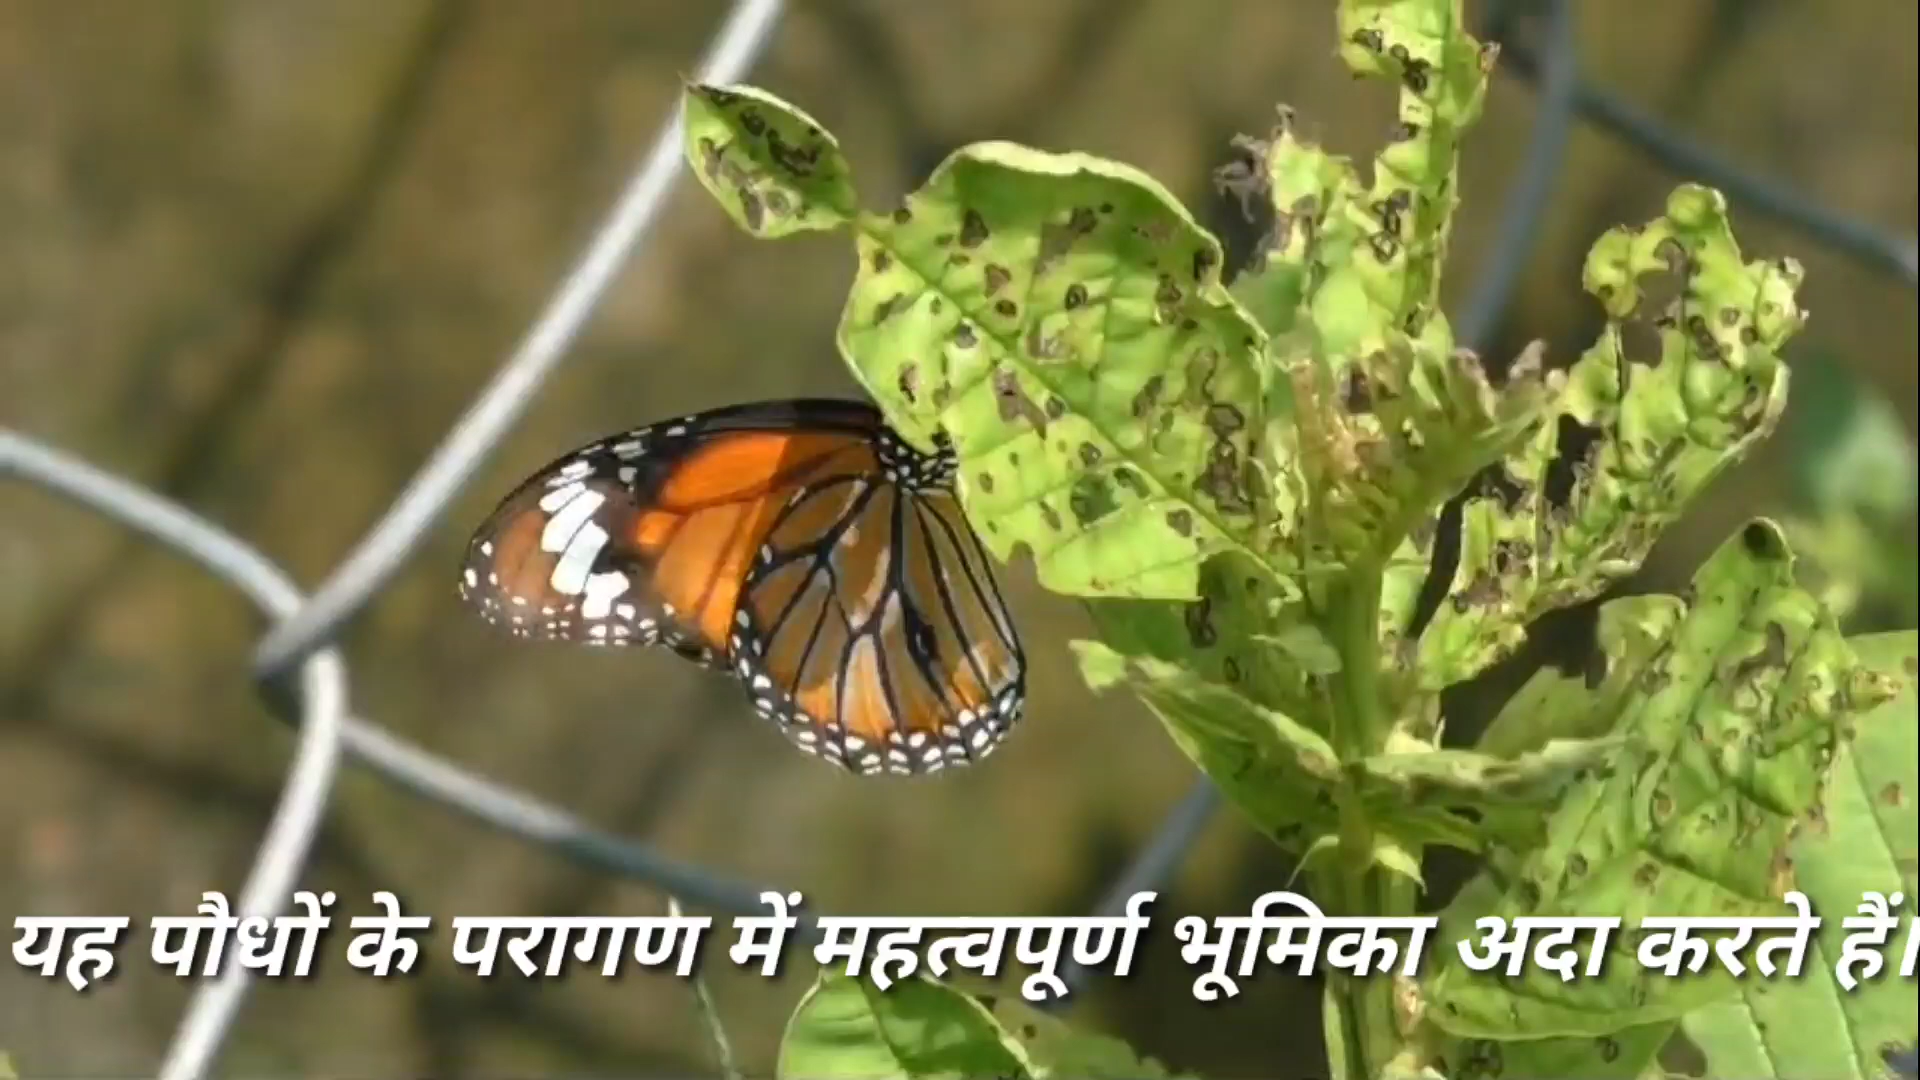 यह पौधों के परागण में महत्वपूर्ण भूमिका अदा करते हैं।